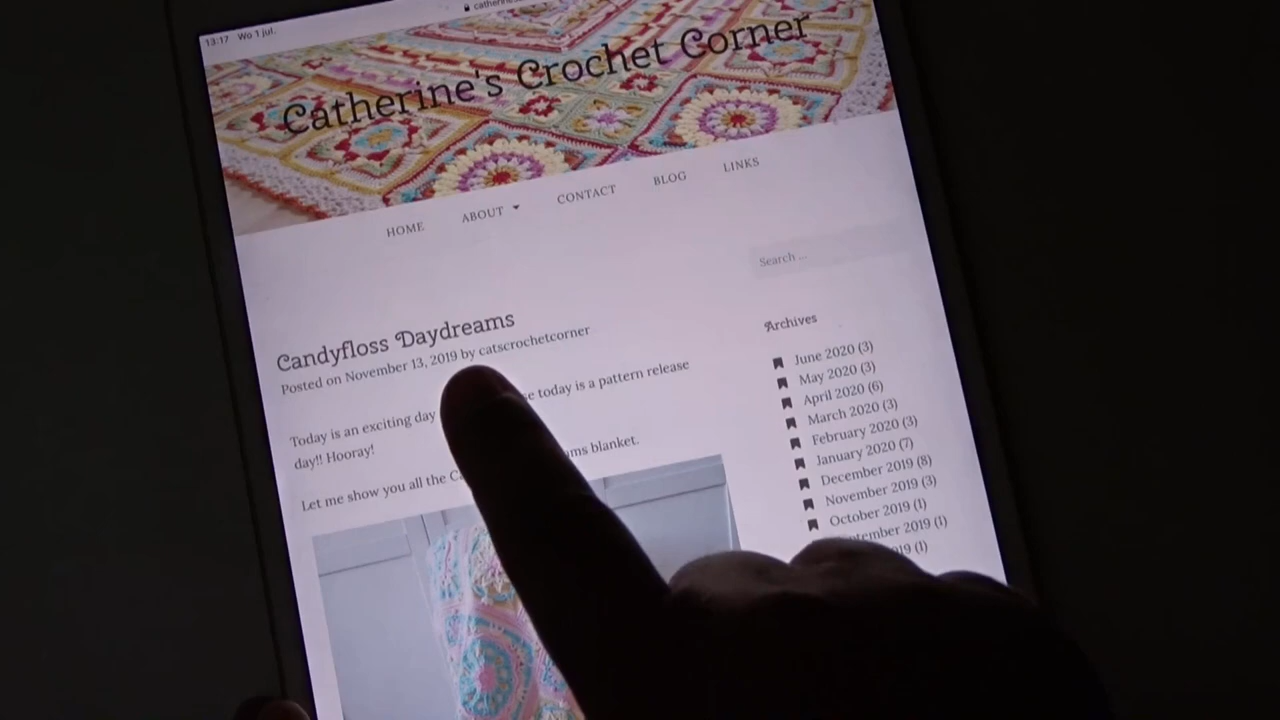 13:17 Wo 1 jul.
Catherine's Crochet Corner
HOME ABOUT CONTACT BLOG LINKS
Search ...
Candyfloss Daydreams
Posted on November 13, 2019 by catscrochetcorner
Today is an exciting day today is a pattern release
day!! Hooray!
Let me show you all the blanket.
Archives
June 2020 (3)
May 2020 (3)
April 2020 (6)
March 2020 (3)
February 2020 (3)
January 2020 (7)
December 2019 (8)
November 2019 (3)
October 2019 (1)
2019 (1)
(1)